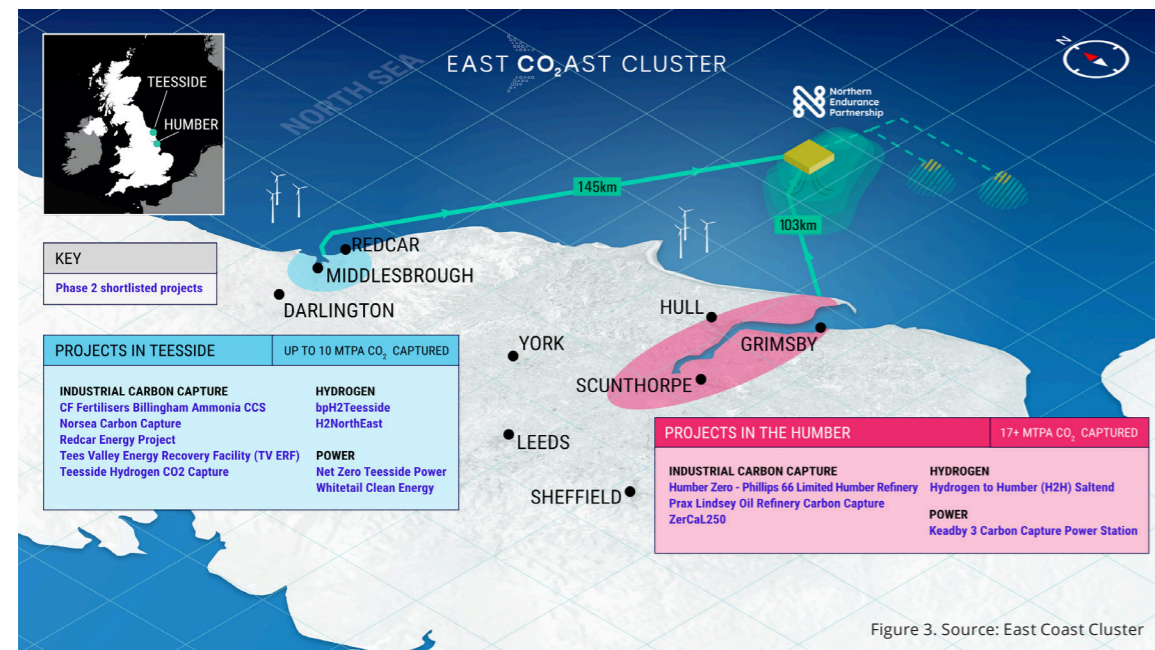 EAST CO₂AST CLUSTER
N
NORTH SEA
TEESSIDE
HUMBER
Northern
Endurance
Partnership
145km
103km
REDCAR
MIDDLESBROUGH
DARLINGTON
HULL
GRIMSBY
YORK
SCUNTHORPE
LEEDS
SHEFFIELD
KEY
Phase 2 shortlisted projects
PROJECTS IN TEESSIDE
UP TO 10 MTPA CO₂ CAPTURED
INDUSTRIAL CARBON CAPTURE
CF Fertilisers Billingham Ammonia CCS
Norsea Carbon Capture
Redcar Energy Project
Tees Valley Energy Recovery Facility (TV ERF)
Teesside Hydrogen CO2 Capture
HYDROGEN
bpH2Teesside
H2NorthEast
POWER
Net Zero Teesside Power
Whitetail Clean Energy
PROJECTS IN THE HUMBER
17+ MTPA CO₂ CAPTURED
INDUSTRIAL CARBON CAPTURE
Humber Zero - Phillips 66 Limited Humber Refinery
Prax Lindsey Oil Refinery Carbon Capture
ZerCaL250
HYDROGEN
Hydrogen to Humber (H2H) Saltend
POWER
Keadby 3 Carbon Capture Power Station
Figure 3. Source: East Coast Cluster